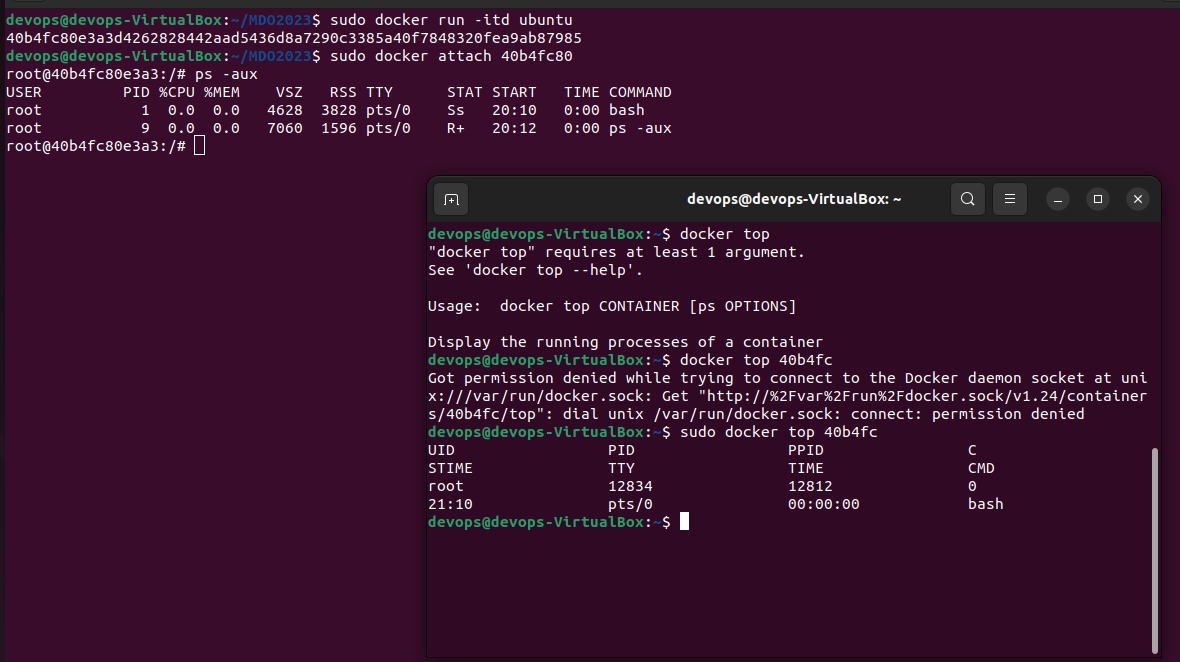 devops@devops-VirtualBox:~/MDO2023$ sudo docker run -itd ubuntu
40b4fc80e3a3d4262828442aad5436d8a7290c3385a40f7848320fea9ab87985
devops@devops-VirtualBox:~/MDO2023$ sudo docker attach 40b4fc80
root@40b4fc80e3a3:/# ps -aux
USER         PID %CPU %MEM    VSZ   RSS TTY      STAT START   TIME COMMAND
root           1  0.0  0.0   4628  3828 pts/0    Ss   20:10   0:00 bash
root           9  0.0  0.0   7060  1596 pts/0    R+   20:12   0:00 ps -aux
root@40b4fc80e3a3:/#
devops@devops-VirtualBox: ~
devops@devops-VirtualBox:~$ docker top
"docker top" requires at least 1 argument.
See 'docker top --help'.
Usage:  docker top CONTAINER [ps OPTIONS]
Display the running processes of a container
devops@devops-VirtualBox:~$ docker top 40b4fc
Got permission denied while trying to connect to the Docker daemon socket at uni
x:///var/run/docker.sock: Get "http://%2Fvar%2Frun%2Fdocker.sock/v1.24/container
s/40b4fc/top": dial unix /var/run/docker.sock: connect: permission denied
devops@devops-VirtualBox:~$ sudo docker top 40b4fc
UID                 PID                 PPID                C
STIME               TTY                 TIME                CMD
root                12834               12812               0
21:10               pts/0               00:00:00            bash
devops@devops-VirtualBox:~$